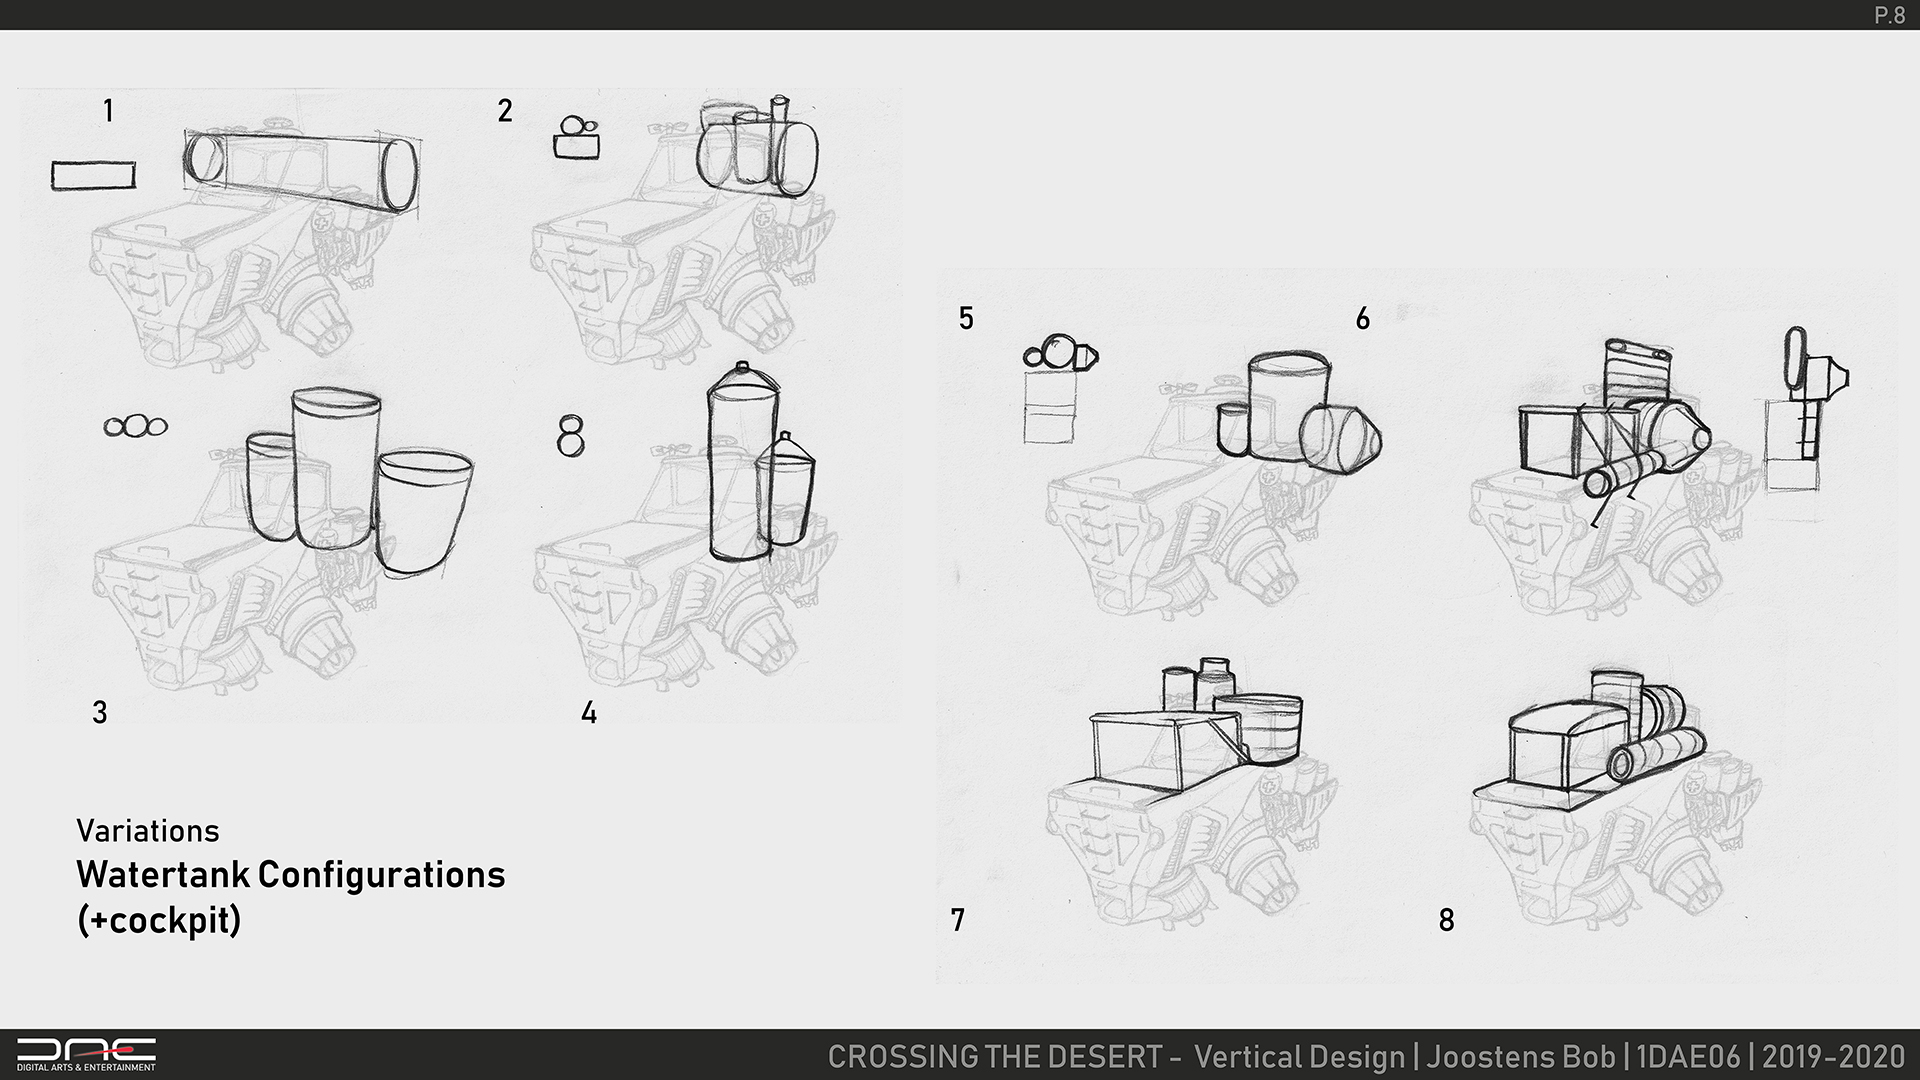 P.8
1
2
3
4
5
6
7
8
Variations
Watertank Configurations
(+cockpit)
DAE
DIGITAL ARTS & ENTERTAINMENT
CROSSING THE DESERT - Vertical Design | Joostens Bob | 1DAE06 | 2019-2020